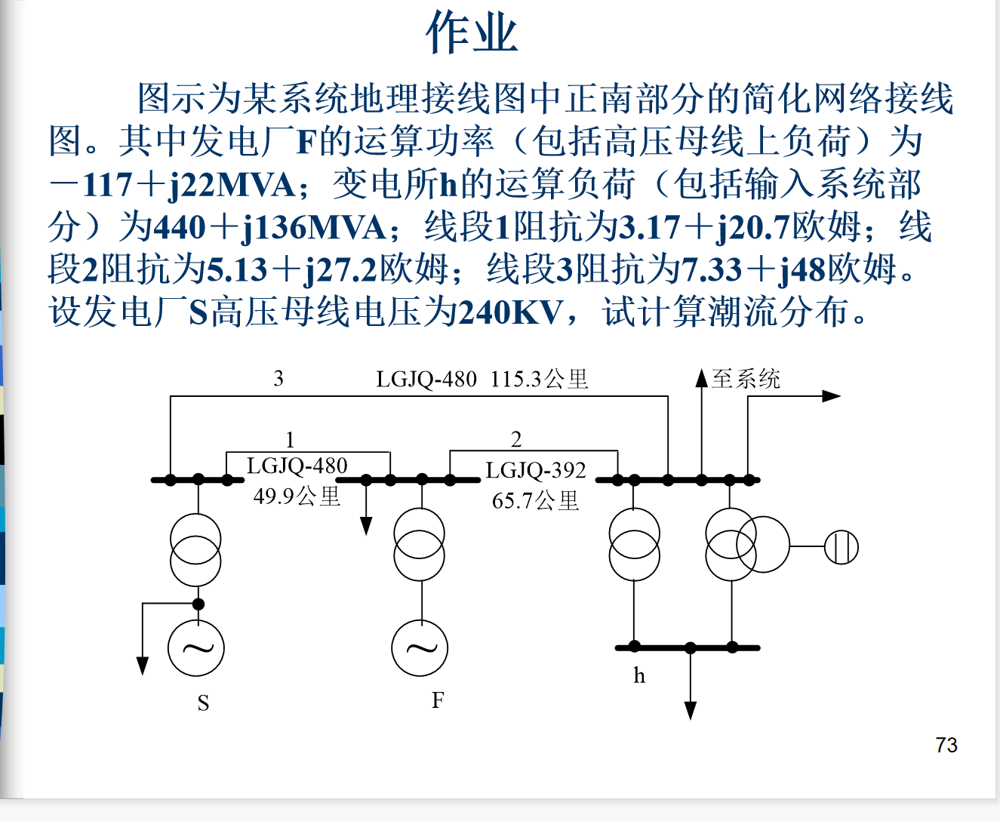 作业
图示为某系统地理接线图中正南部分的简化网络接线
图。其中发电厂F的运算功率（包括高压母线上负荷）为
－117＋j22MVA；变电所h的运算负荷（包括输入系统部
分）为440＋j136MVA；线段1阻抗为3.17＋j20.7欧姆；线
段2阻抗为5.13＋j27.2欧姆；线段3阻抗为7.33＋j48欧姆。
设发电厂S高压母线电压为240KV，试计算潮流分布。
3
LGJQ-480 115.3公里
至系统
1
2
LGJQ-480
LGJQ-392
49.9公里
65.7公里
~
~
h
S
F
73